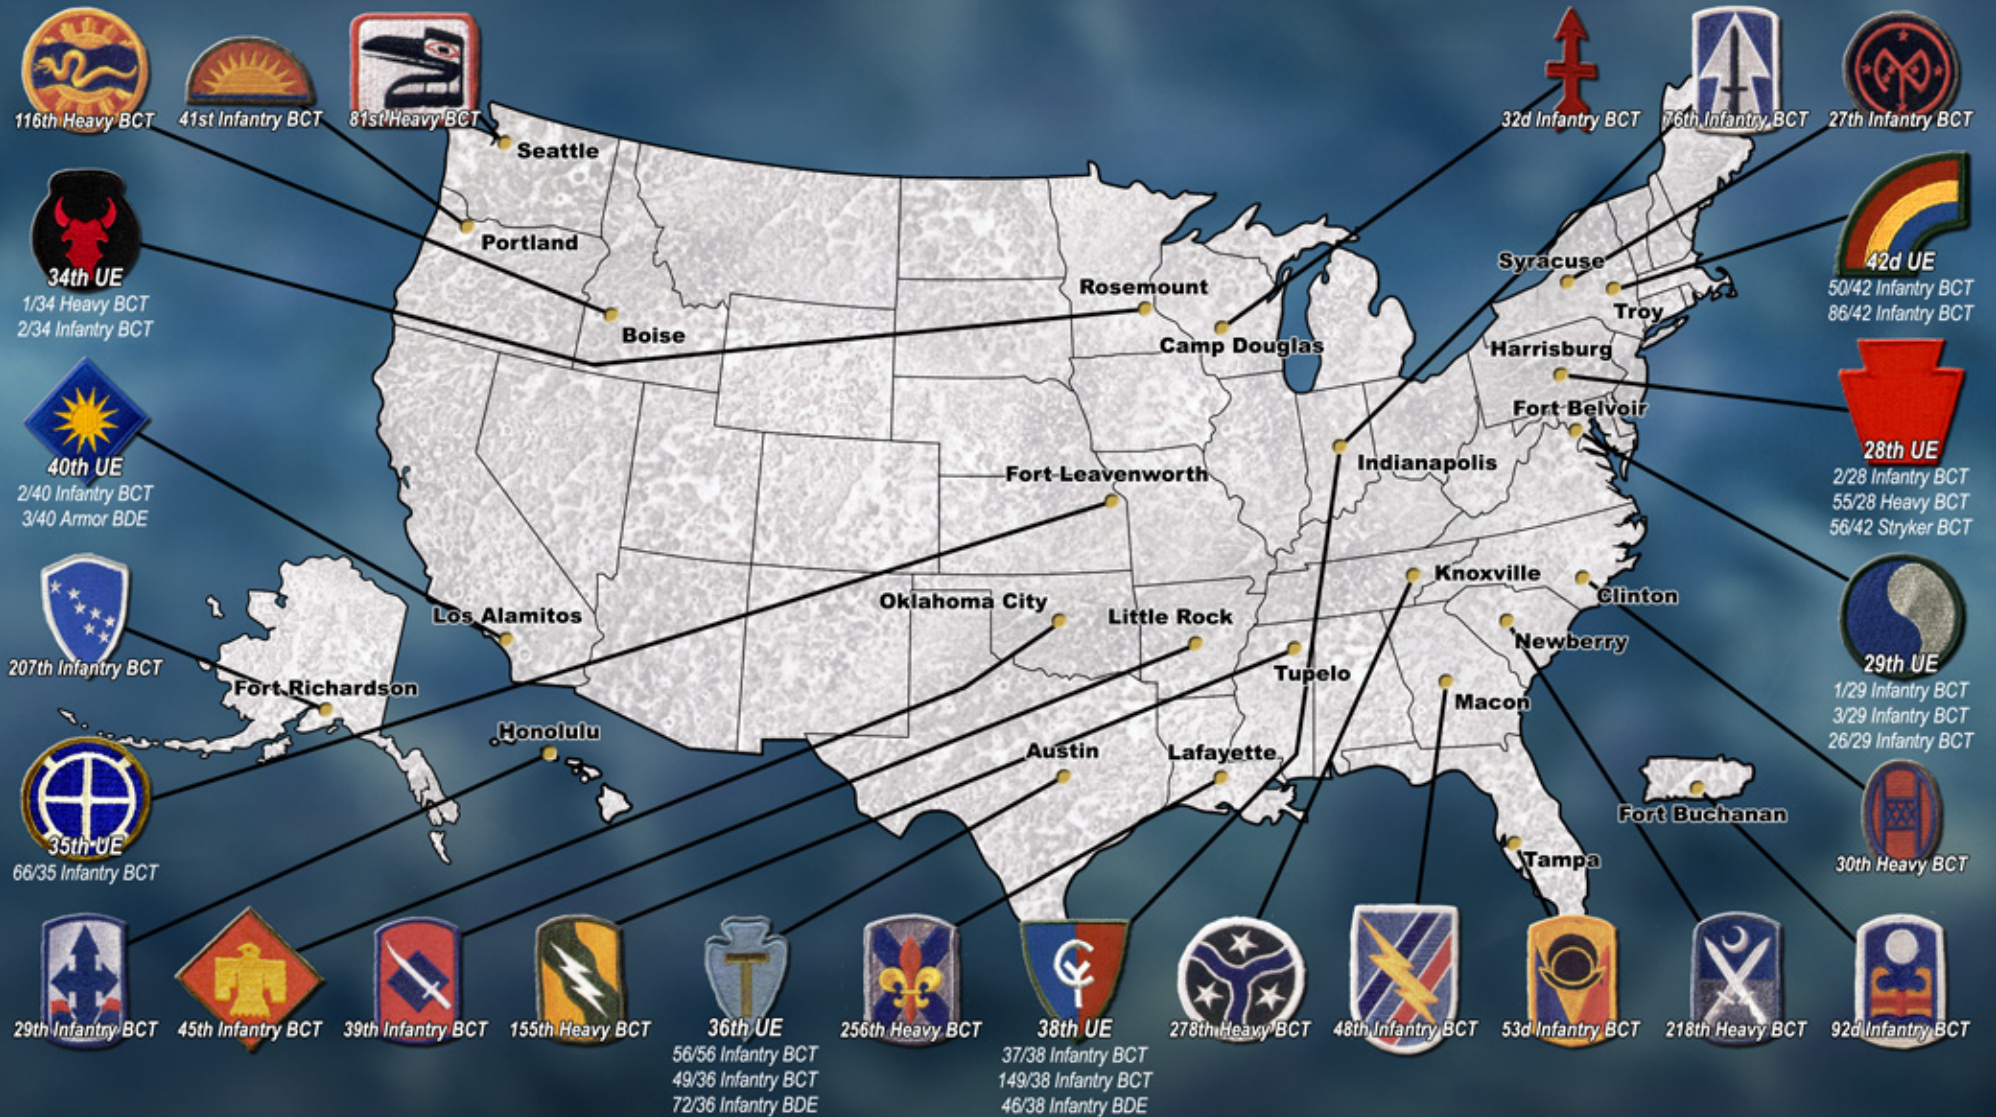 116th Heavy BCT
41st Infantry BCT
81st Heavy BCT
32d Infantry BCT
76th Infantry BCT
27th Infantry BCT
Seattle
Portland
Boise
Rosemount
Camp Douglas
Syracuse
Troy
Harrisburg
Fort Belvoir
Indianapolis
Fort Leavenworth
Knoxville
Clinton
Newberry
Macon
Tupelo
Little Rock
Oklahoma City
Los Alamitos
Fort Richardson
Honolulu
Austin
Lafayette
Tampa
Fort Buchanan
34th UE
1/34 Heavy BCT
2/34 Infantry BCT
40th UE
2/40 Infantry BCT
3/40 Armor BDE
207th Infantry BCT
35th UE
66/35 Infantry BCT
42d UE
50/42 Infantry BCT
86/42 Infantry BCT
28th UE
2/28 Infantry BCT
55/28 Heavy BCT
56/42 Stryker BCT
29th UE
1/29 Infantry BCT
3/29 Infantry BCT
26/29 Infantry BCT
30th Heavy BCT
29th Infantry BCT
45th Infantry BCT
39th Infantry BCT
155th Heavy BCT
36th UE
56/56 Infantry BCT
49/36 Infantry BCT
72/36 Infantry BDE
256th Heavy BCT
38th UE
37/38 Infantry BCT
149/38 Infantry BCT
46/38 Infantry BDE
278th Heavy BCT
48th Infantry BCT
53d Infantry BCT
218th Heavy BCT
92d Infantry BCT